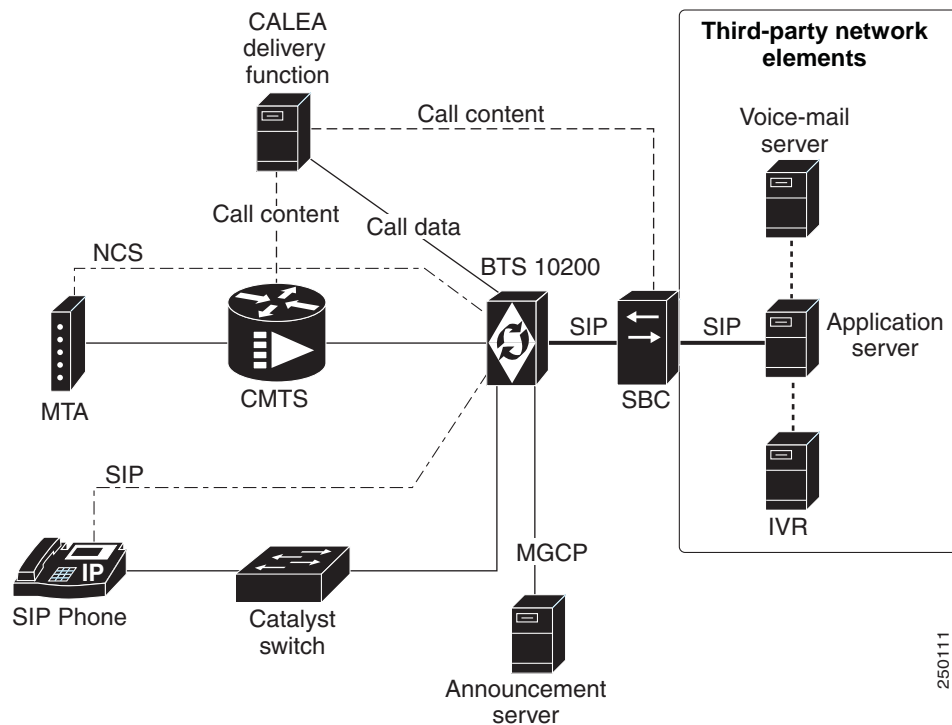 CALEA
delivery
function
Third-party network
elements
Call content
Voice-mail
server
Call content
Call data
NCS
BTS 10200
SIP
SIP
Application
server
MTA
CMTS
SBC
SIP
IVR
MGCP
IP
SIP Phone
Catalyst
switch
Announcement
server
250111